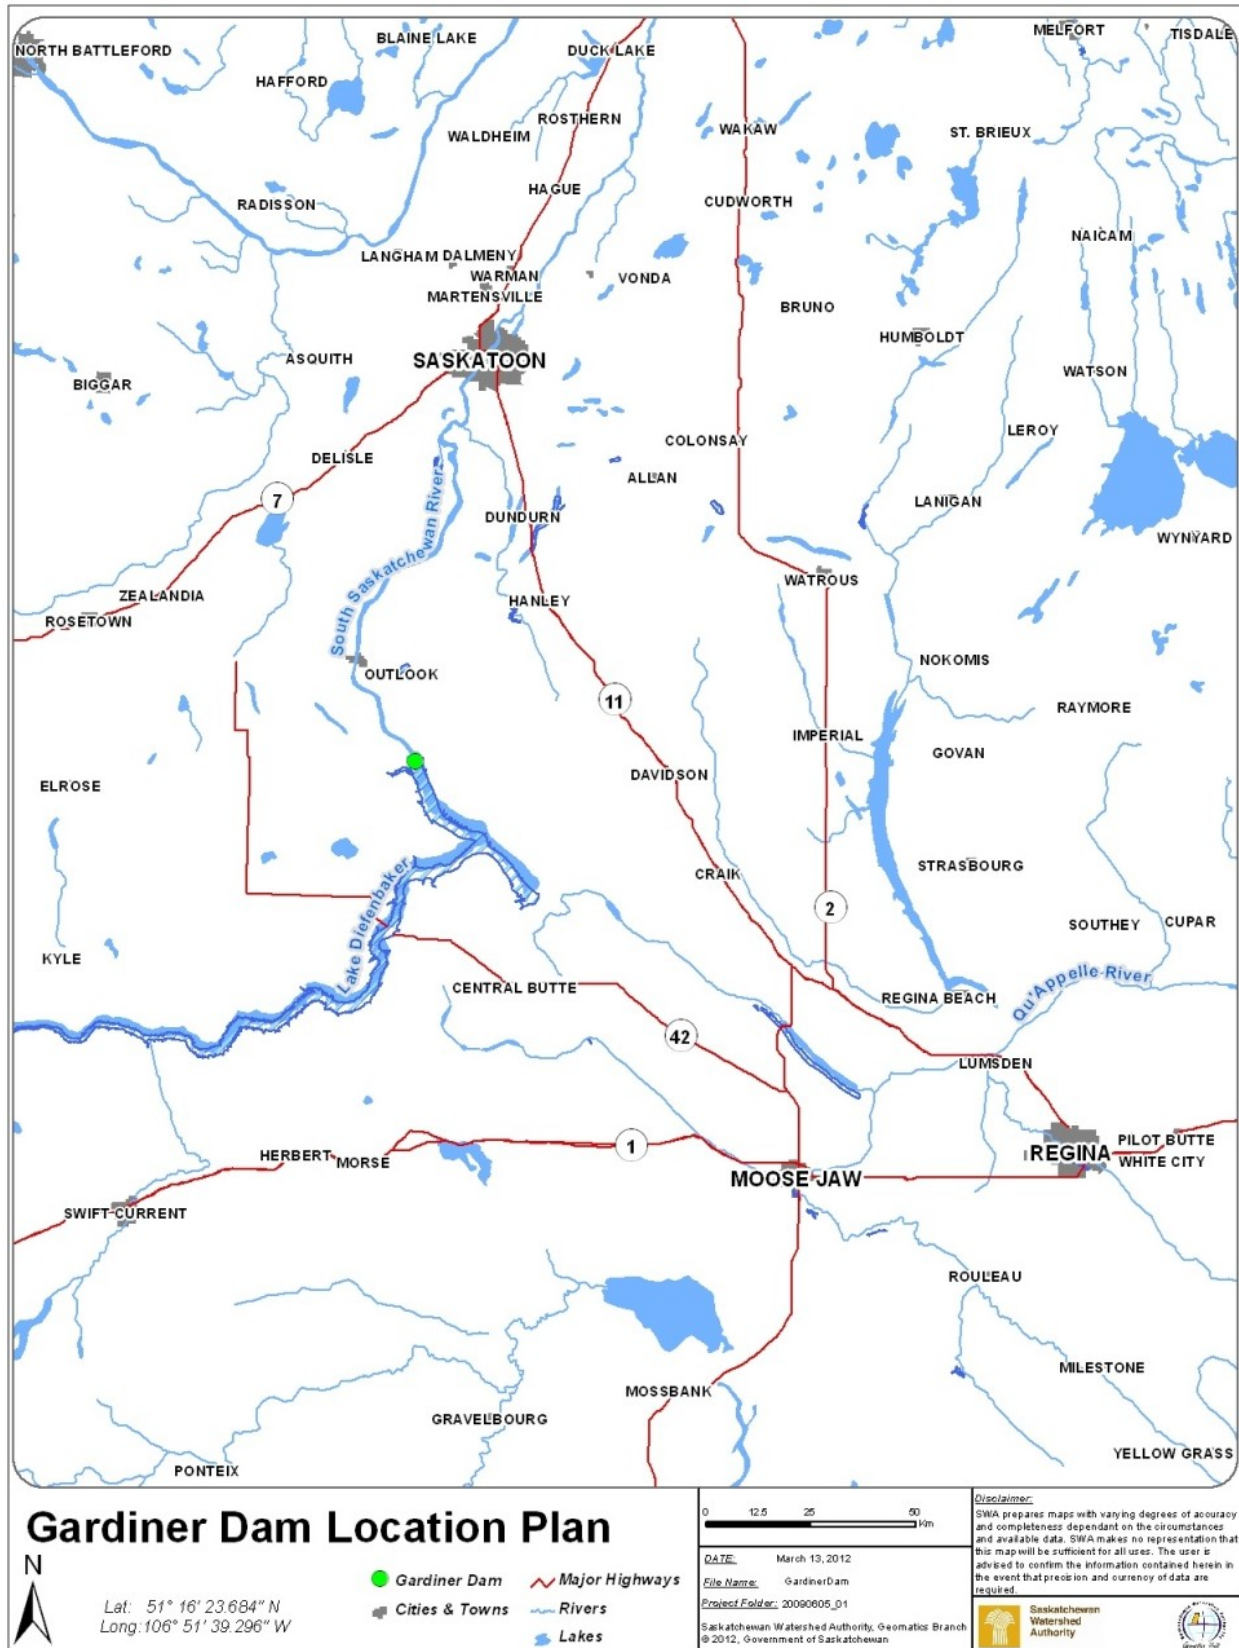 NORTH BATTLEFORD
BLAINE LAKE
DUCK LAKE
MELFORT
TISDALE
HAFFORD
ROSTHERN
WALDHEIM
WAKAW
ST. BRIEUX
HAGUE
RADISSON
CUDWORTH
NAICAM
LANGHAM
DALMENY
WARMAN
VONDA
MARTENSVILLE
BRUNO
HUMBOLDT
ASQUITH
SASKATOON
BIGGAR
WATSON
LEROY
COLONSAY
DELISLE
ALLAN
7
LANIGAN
DUNDURN
WYNYARD
South Saskatchewan River
WATROUS
ZEALANDIA
HANLEY
ROSETOWN
NOKOMIS
OUTLOOK
11
RAYMORE
IMPERIAL
GOVAN
DAVIDSON
ELROSE
STRASBOURG
CRAIK
2
Lake Diefenbaker
SOUTHEY
CUPAR
KYLE
CENTRAL BUTTE
REGINA BEACH
Qu'Appelle River
42
LUMSDEN
1
PILOT BUTTE
HERBERT
MORSE
REGINA
WHITE CITY
MOOSE JAW
SWIFT CURRENT
ROULEAU
MILESTONE
MOSSBANK
GRAVELBOURG
YELLOW GRASS
PONTEIX
Gardiner Dam Location Plan
N
Lat: 51° 16' 23.684" N
Long:106° 51' 39.296" W
Gardiner Dam
Cities & Towns
Major Highways
Rivers
Lakes
0 12.5 25 50
Km
DATE: March 13, 2012
File Name: GardinerDam
Project Folder: 20090605_01
Saskatchewan Watershed Authority, Geomatics Branch
© 2012, Government of Saskatchewan
Disclaimer:
SWA prepares maps with varying degrees of accuracy
and completeness dependant on the circumstances
and available data. SWA makes no representation that
this map will be sufficient for all uses. The user is
advised to confirm the information contained herein in
the event that precision and currency of data are
required.
Saskatchewan
Watershed
Authority